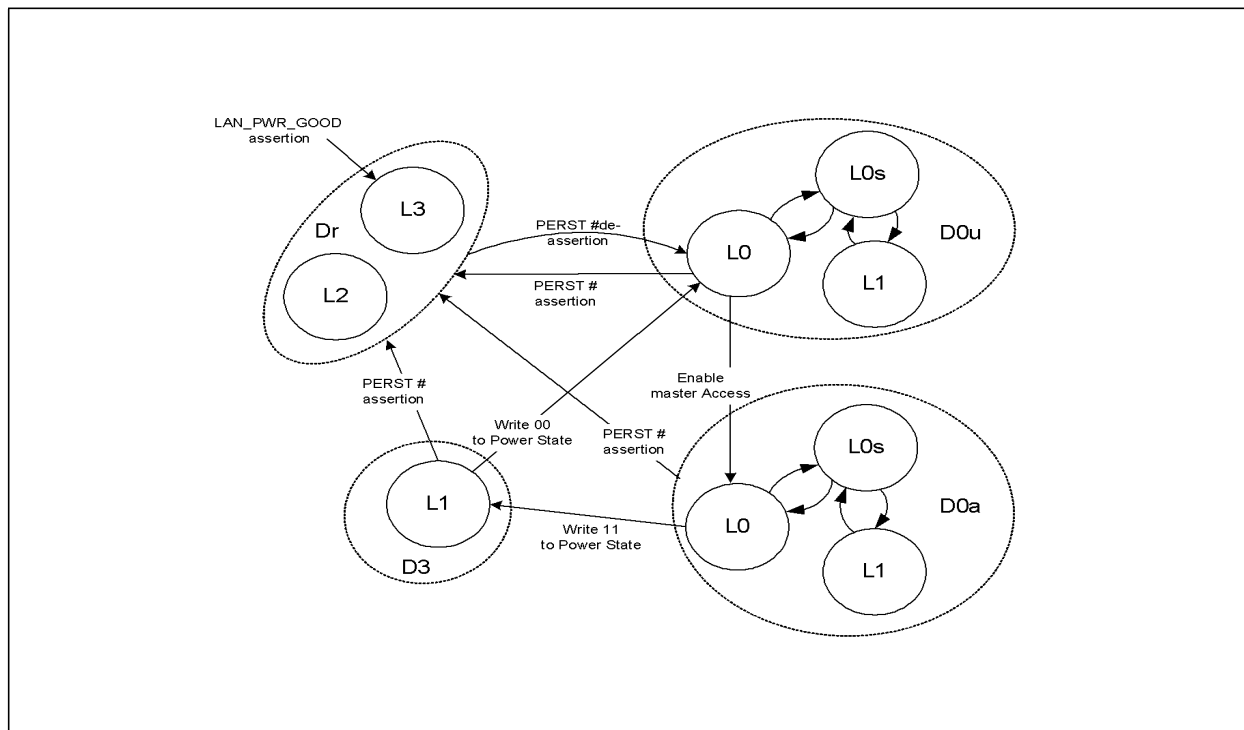 LAN_PWR_GOOD
assertion
L3
Dr
L2
PERST #de-
assertion
PERST #
assertion
L0s
D0u
L0
L1
PERST #
assertion
Enable
master Access
Write 00
to Power State
PERST #
assertion
L0s
D0a
L0
L1
L1
D3
Write 11
to Power State